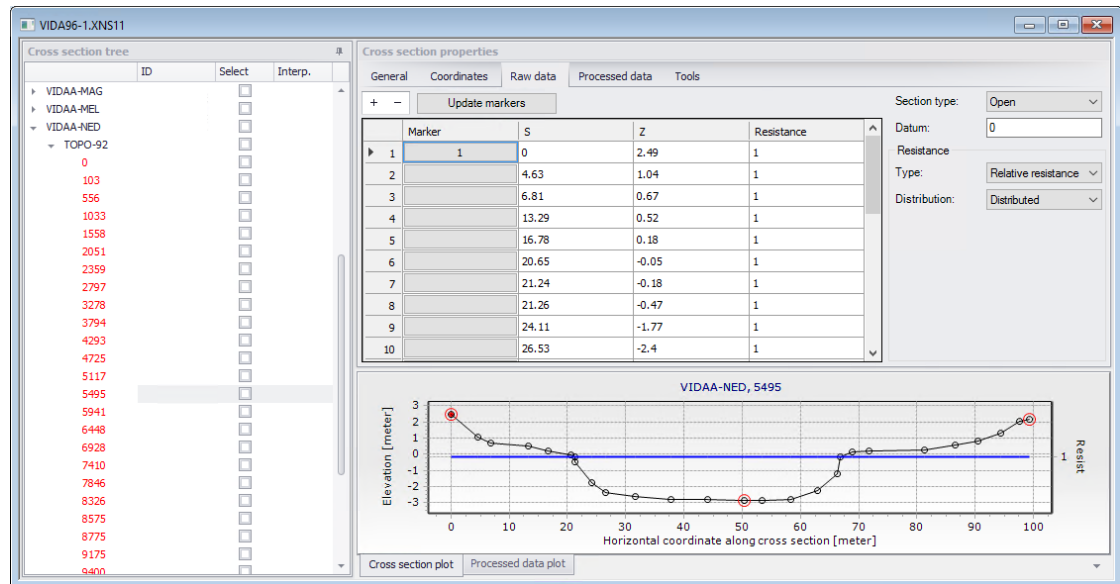 VIDA96-1.XNS11
Cross section tree
ID Select Interp.
VIDAA-MAG
VIDAA-MEL
VIDAA-NED
TOPO-92
0
103
556
1033
1558
2051
2359
2797
3278
3794
4293
4725
5117
5495
5941
6448
6928
7410
7846
8326
8575
8775
9175
9400
Cross section properties
General Coordinates Raw data Processed data Tools
+ - Update markers
Marker S Z Resistance
1 1 0 2.49 1
2 4.63 1.04 1
3 6.81 0.67 1
4 13.29 0.52 1
5 16.78 0.18 1
6 20.65 -0.05 1
7 21.24 -0.18 1
8 21.26 -0.47 1
9 24.11 -1.77 1
10 26.53 -2.4 1
Section type: Open
Datum: 0
Resistance
Type: Relative resistance
Distribution: Distributed
VIDAA-NED, 5495
Elevation [meter]
3
2
1
0
-1
-2
-3
1
Resist
0 10 20 30 40 50 60 70 80 90 100
Horizontal coordinate along cross section [meter]
Cross section plot Processed data plot